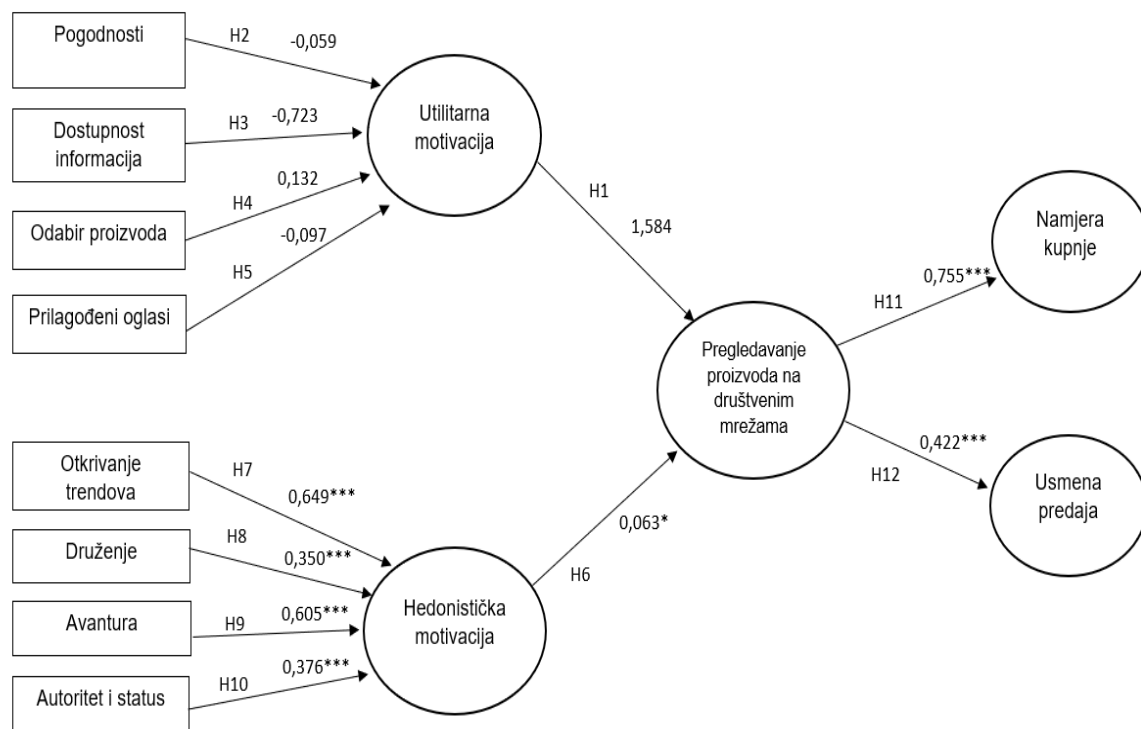 Pogodnosti
H2
-0,059
Dostupnost
informacija
H3
-0,723
Odabir proizvoda
H4
0,132
Prilagođeni oglasi
H5
-0,097
Utilitarna
motivacija
H1
1,584
Otkrivanje
trendova
H7
0,649***
Druženje
H8
0,350***
Avantura
H9
0,605***
Autoritet i status
H10
0,376***
Hedonistička
motivacija
H6
0,063*
Pregledavanje
proizvoda na
društvenim
mrežama
H11
0,755***
Namjera
kupnje
H12
0,422***
Usmena
predaja